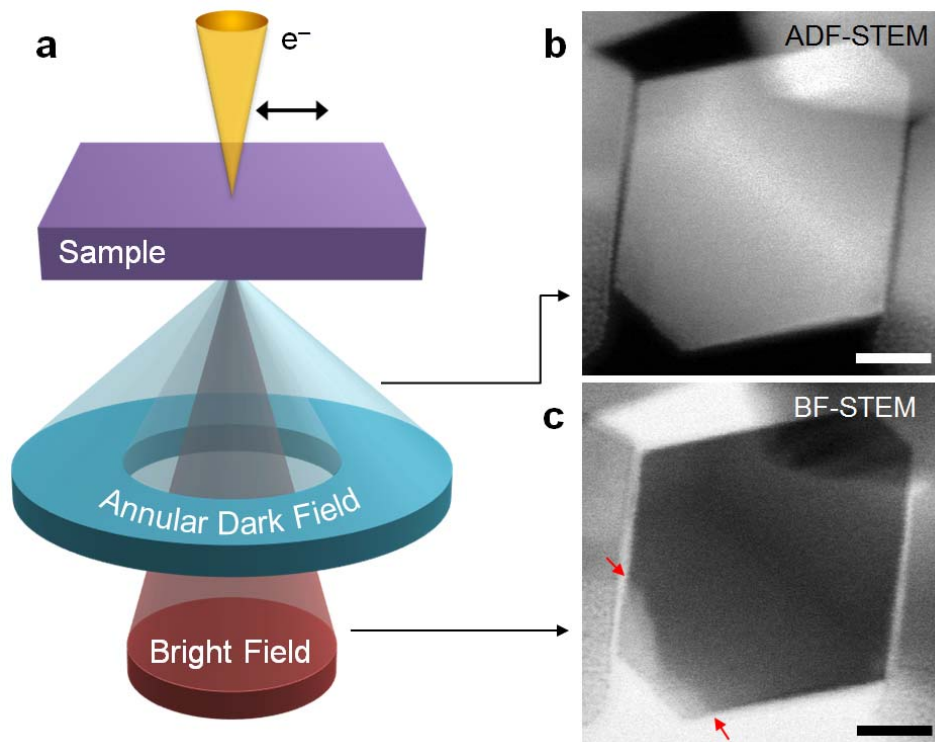 a
e⁻
Sample
Annular Dark Field
Bright Field
b
ADF-STEM
c
BF-STEM